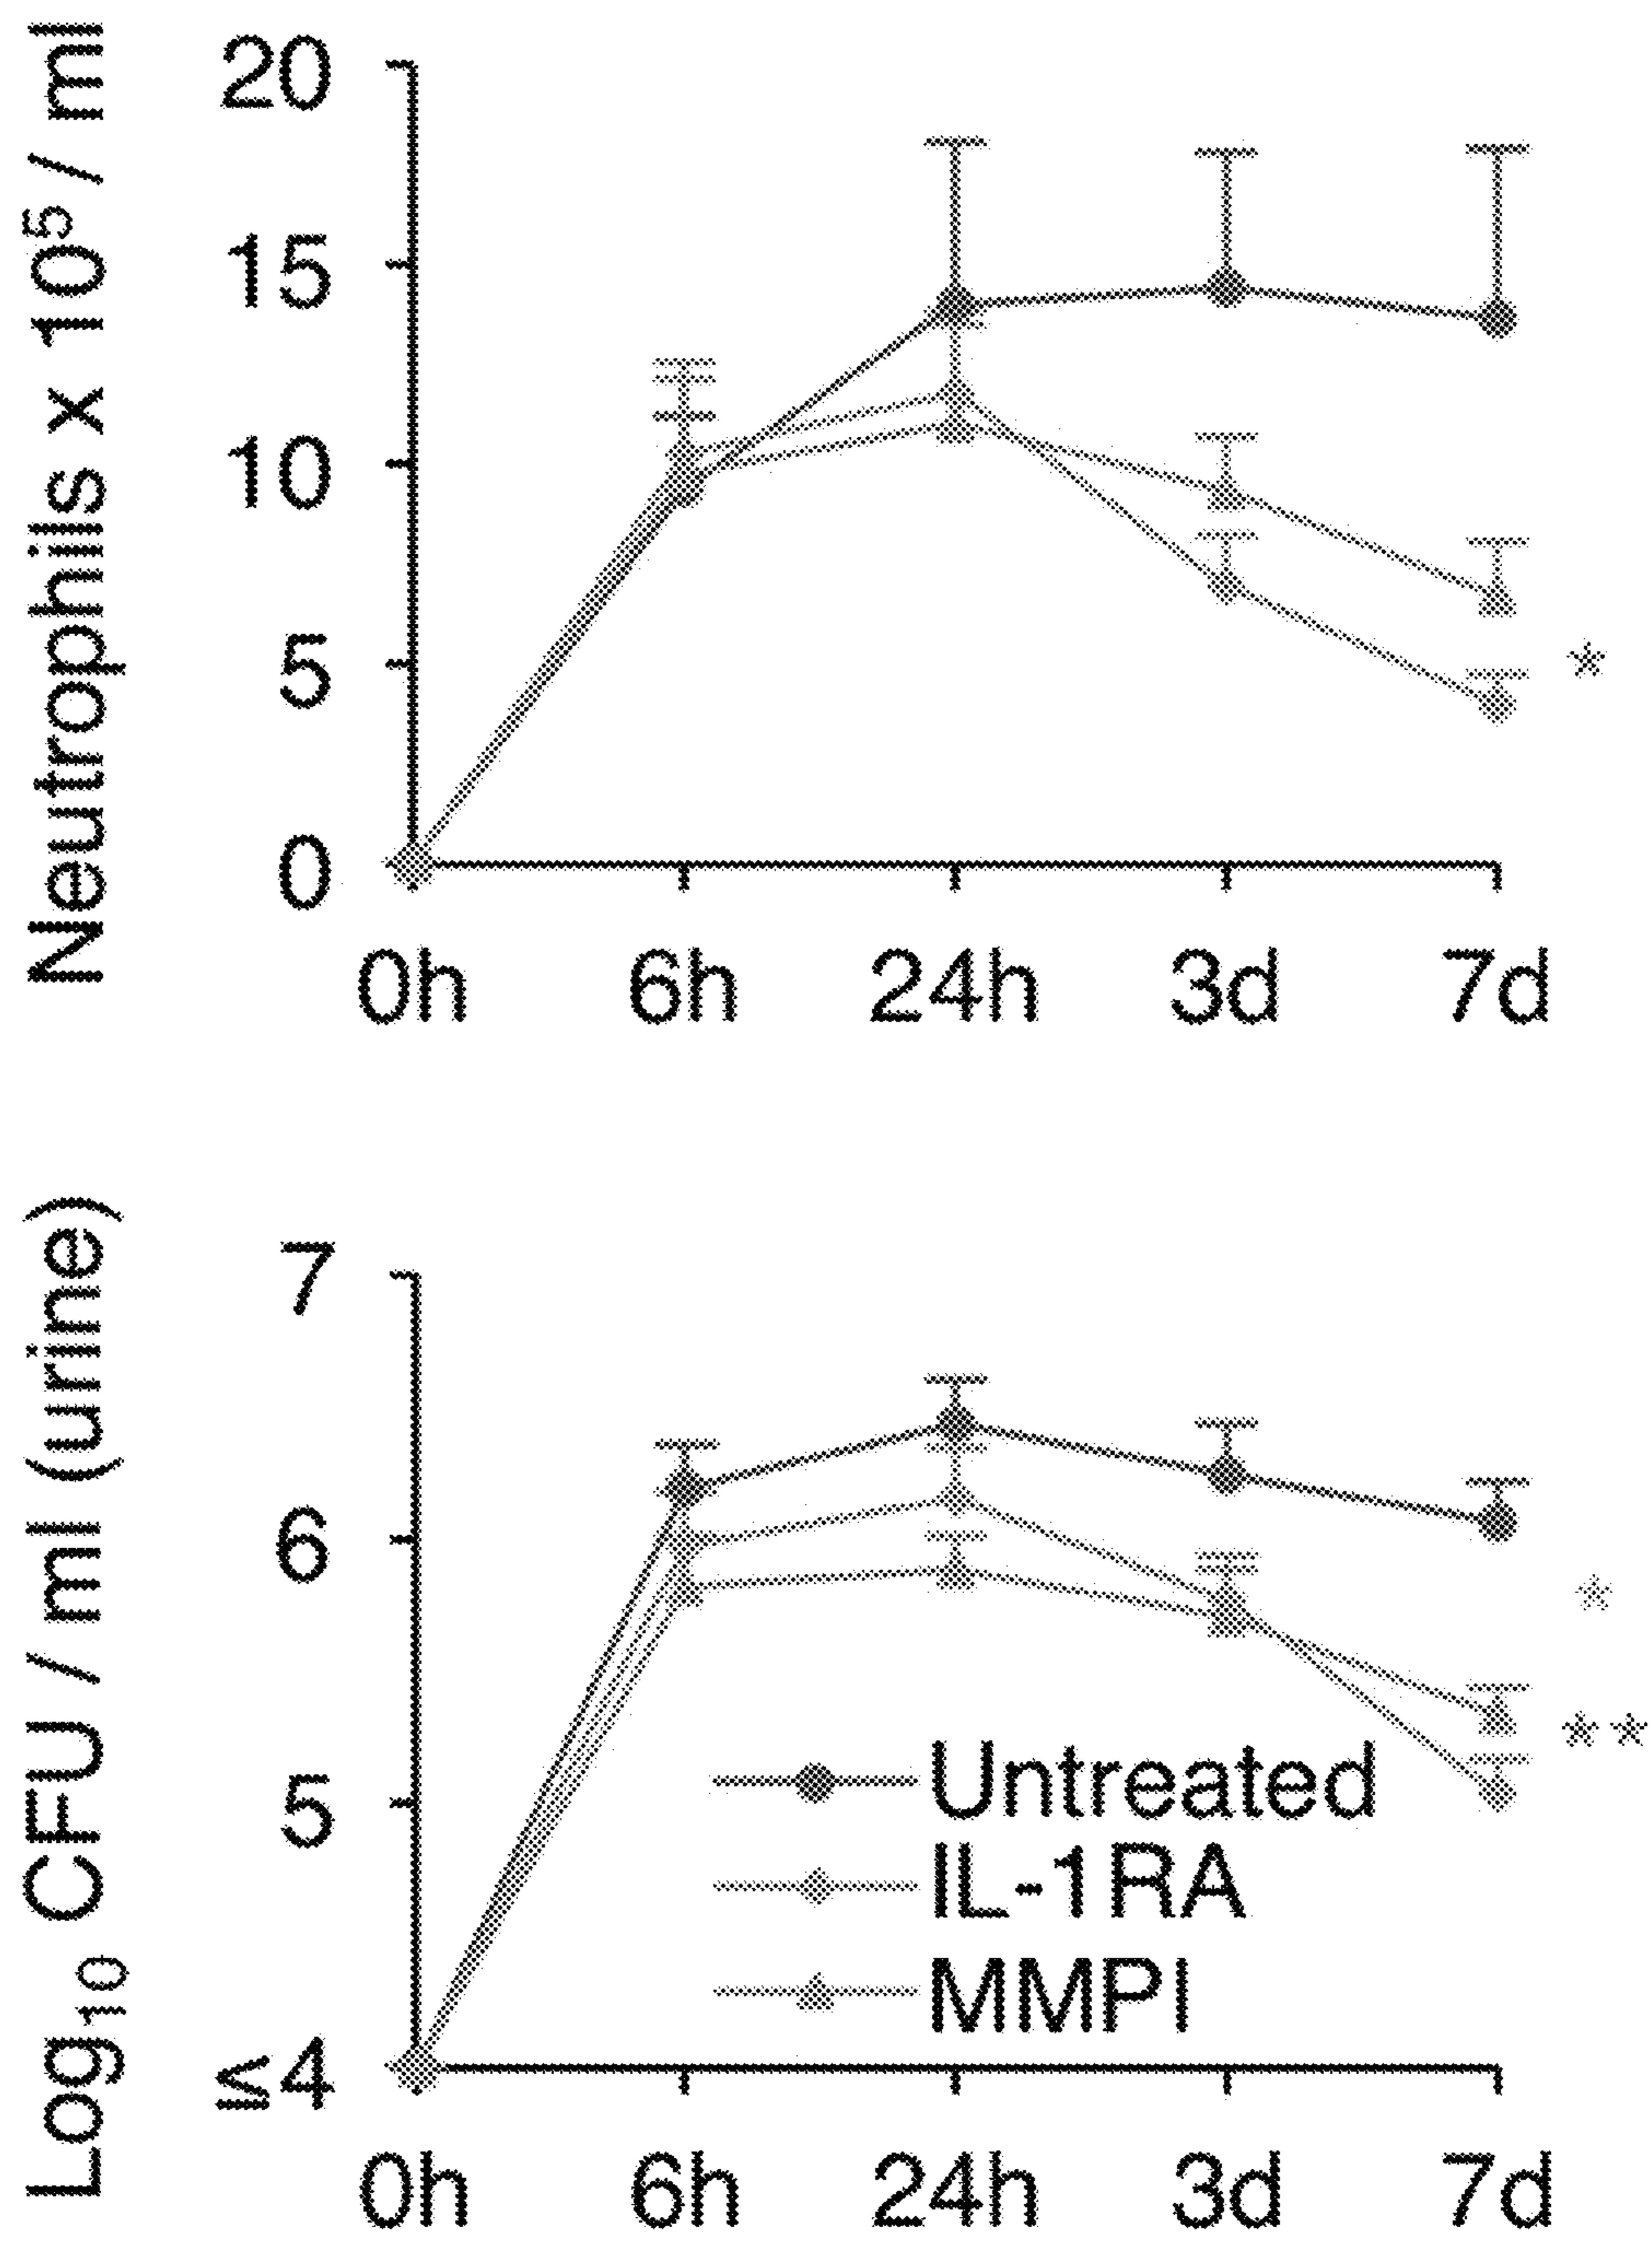 Neutrophils x 10⁵ / ml
20
15
10
5
0
*
0h 6h 24h 3d 7d
Log₁₀ CFU / ml (urine)
7
6
5
≤4
*
**
Untreated
IL-1RA
MMPI
0h 6h 24h 3d 7d